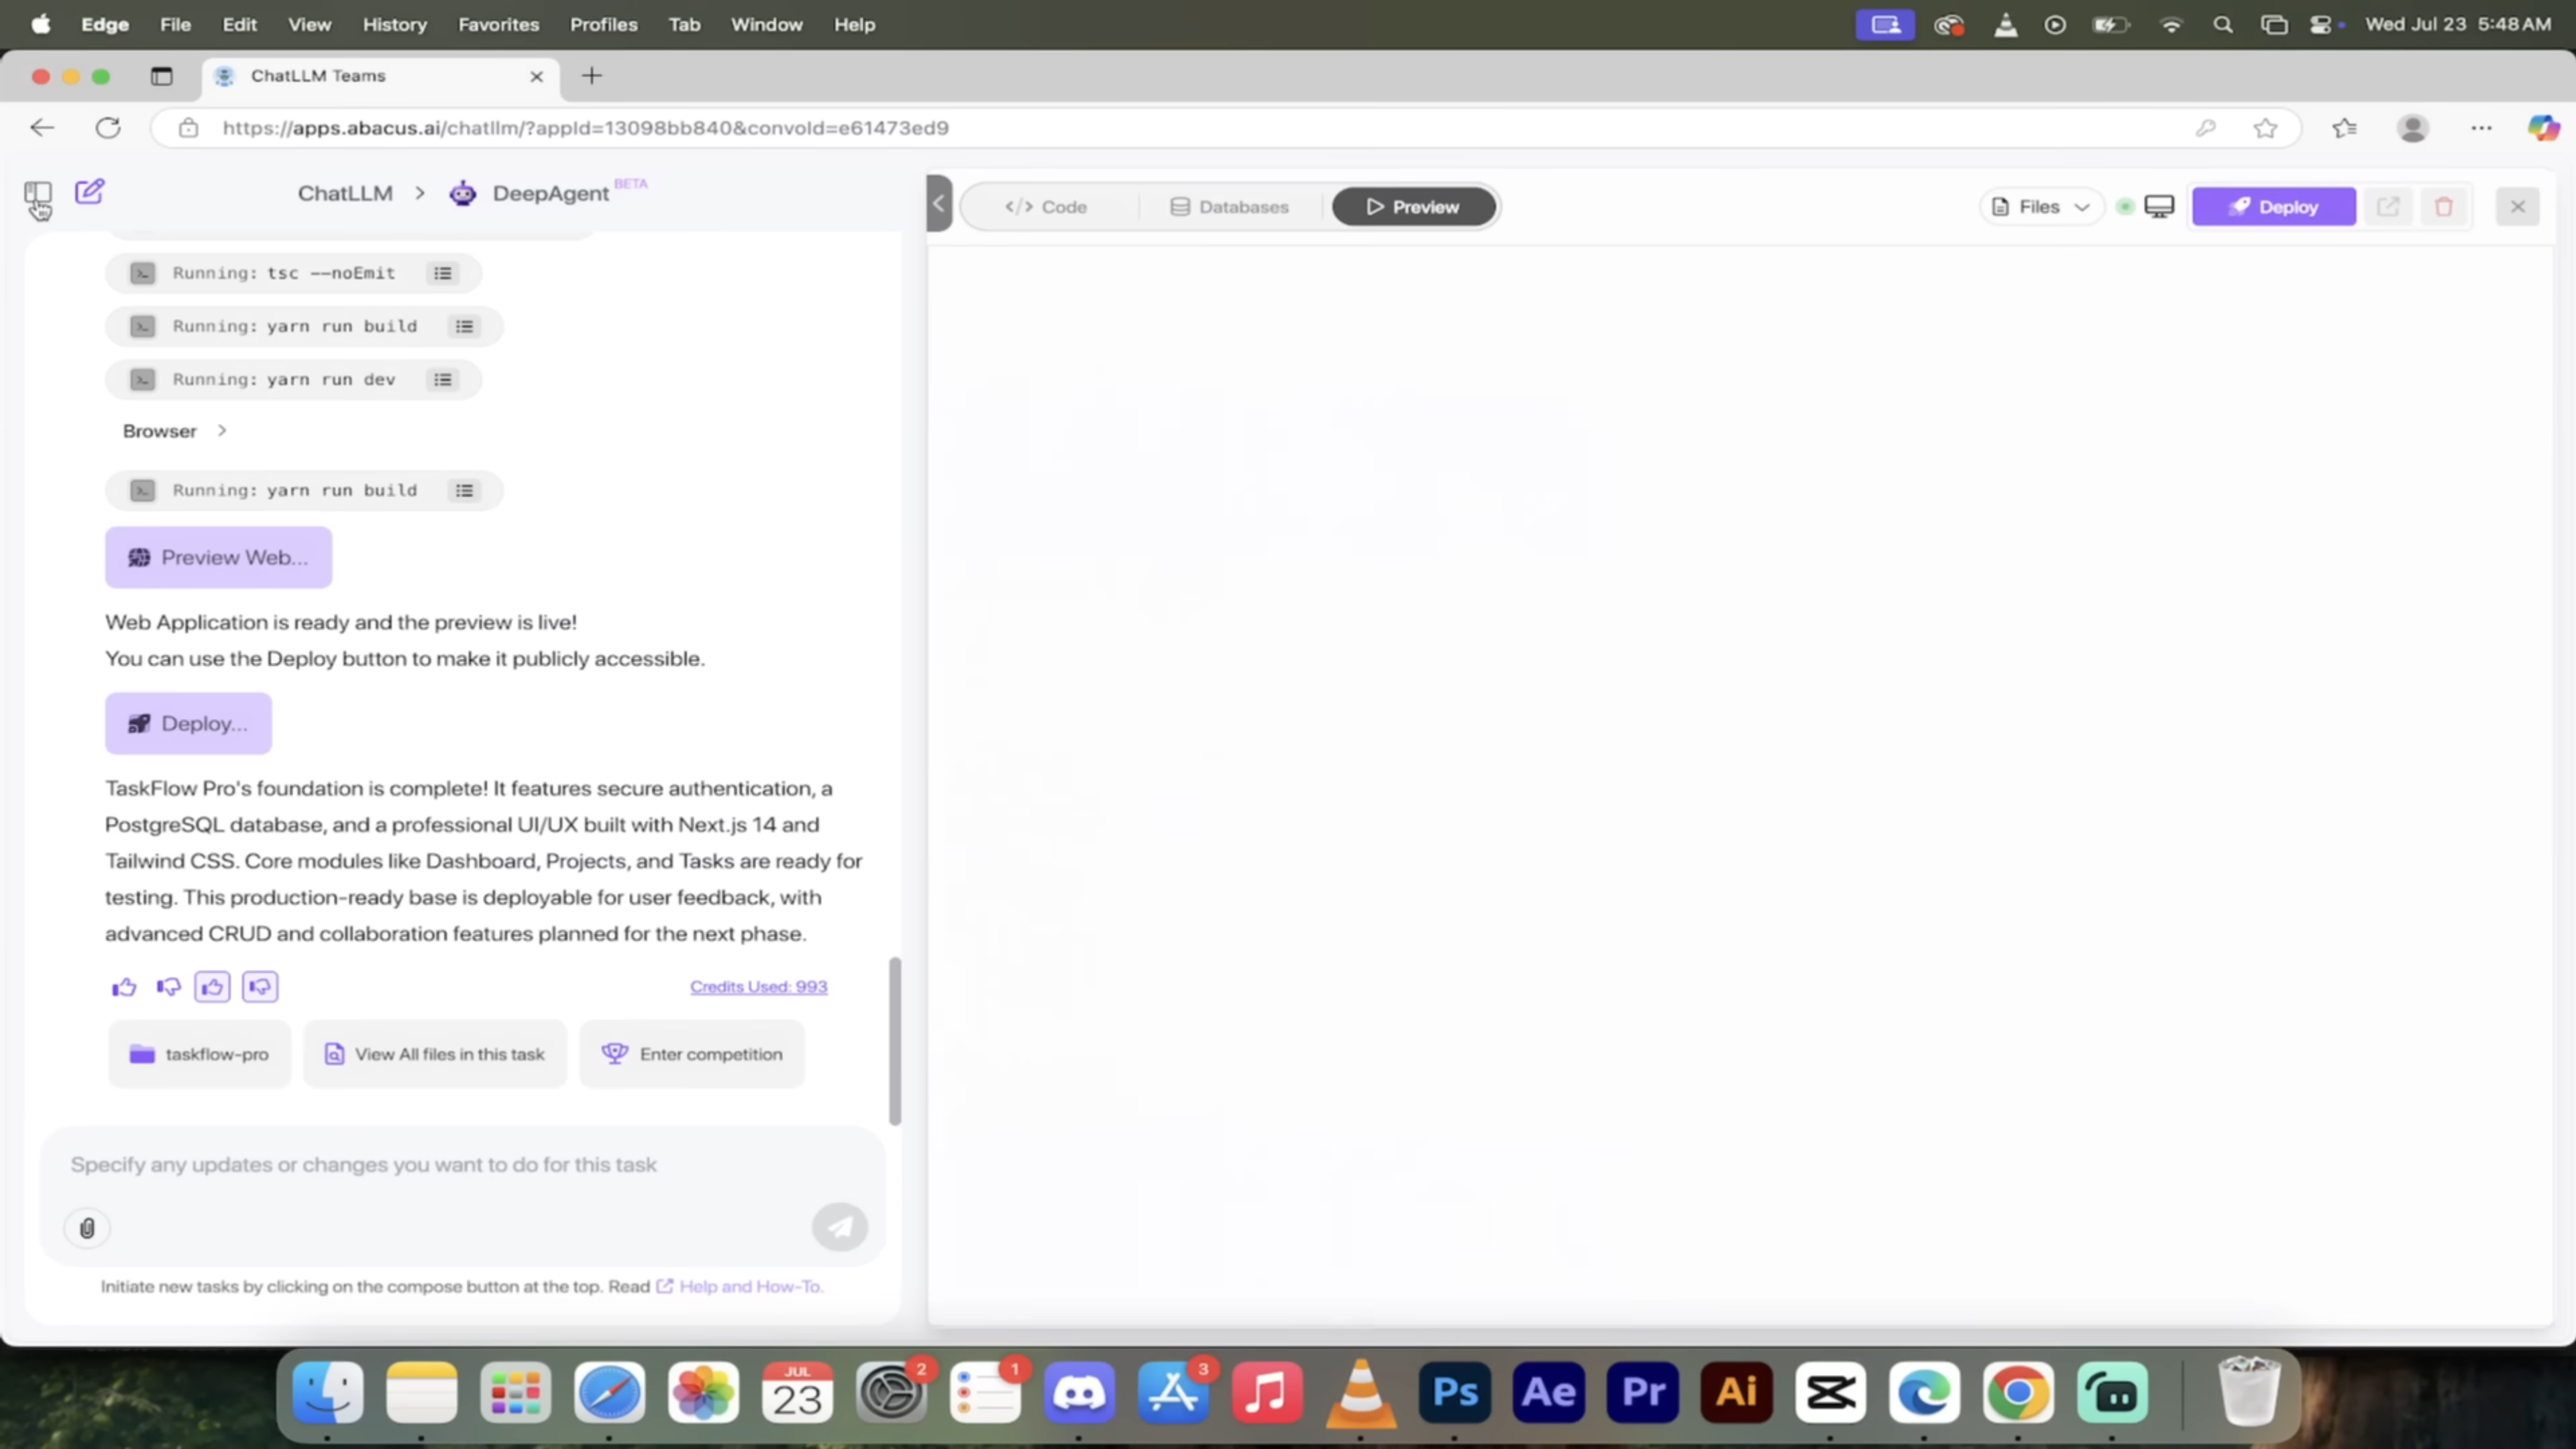 Edge File Edit View History Favorites Profiles Tab Window Help
Wed Jul 23 5:48 AM
ChatLLM Teams
https://apps.abacus.ai/chatllm/?appId=13098bb840&convoId=e61473ed9
ChatLLM > DeepAgent BETA
</> Code Databases Preview
Files Deploy
Running: tsc --noEmit
Running: yarn run build
Running: yarn run dev
Browser >
Running: yarn run build
Preview Web...
Web Application is ready and the preview is live!
You can use the Deploy button to make it publicly accessible.
Deploy...
TaskFlow Pro's foundation is complete! It features secure authentication, a
PostgreSQL database, and a professional UI/UX built with Next.js 14 and
Tailwind CSS. Core modules like Dashboard, Projects, and Tasks are ready for
testing. This production-ready base is deployable for user feedback, with
advanced CRUD and collaboration features planned for the next phase.
Credits Used: 993
taskflow-pro View All files in this task Enter competition
Specify any updates or changes you want to do for this task
Initiate new tasks by clicking on the compose button at the top. Read Help and How-To.
JUL
23
2
1
3
Ps Ae Pr Ai